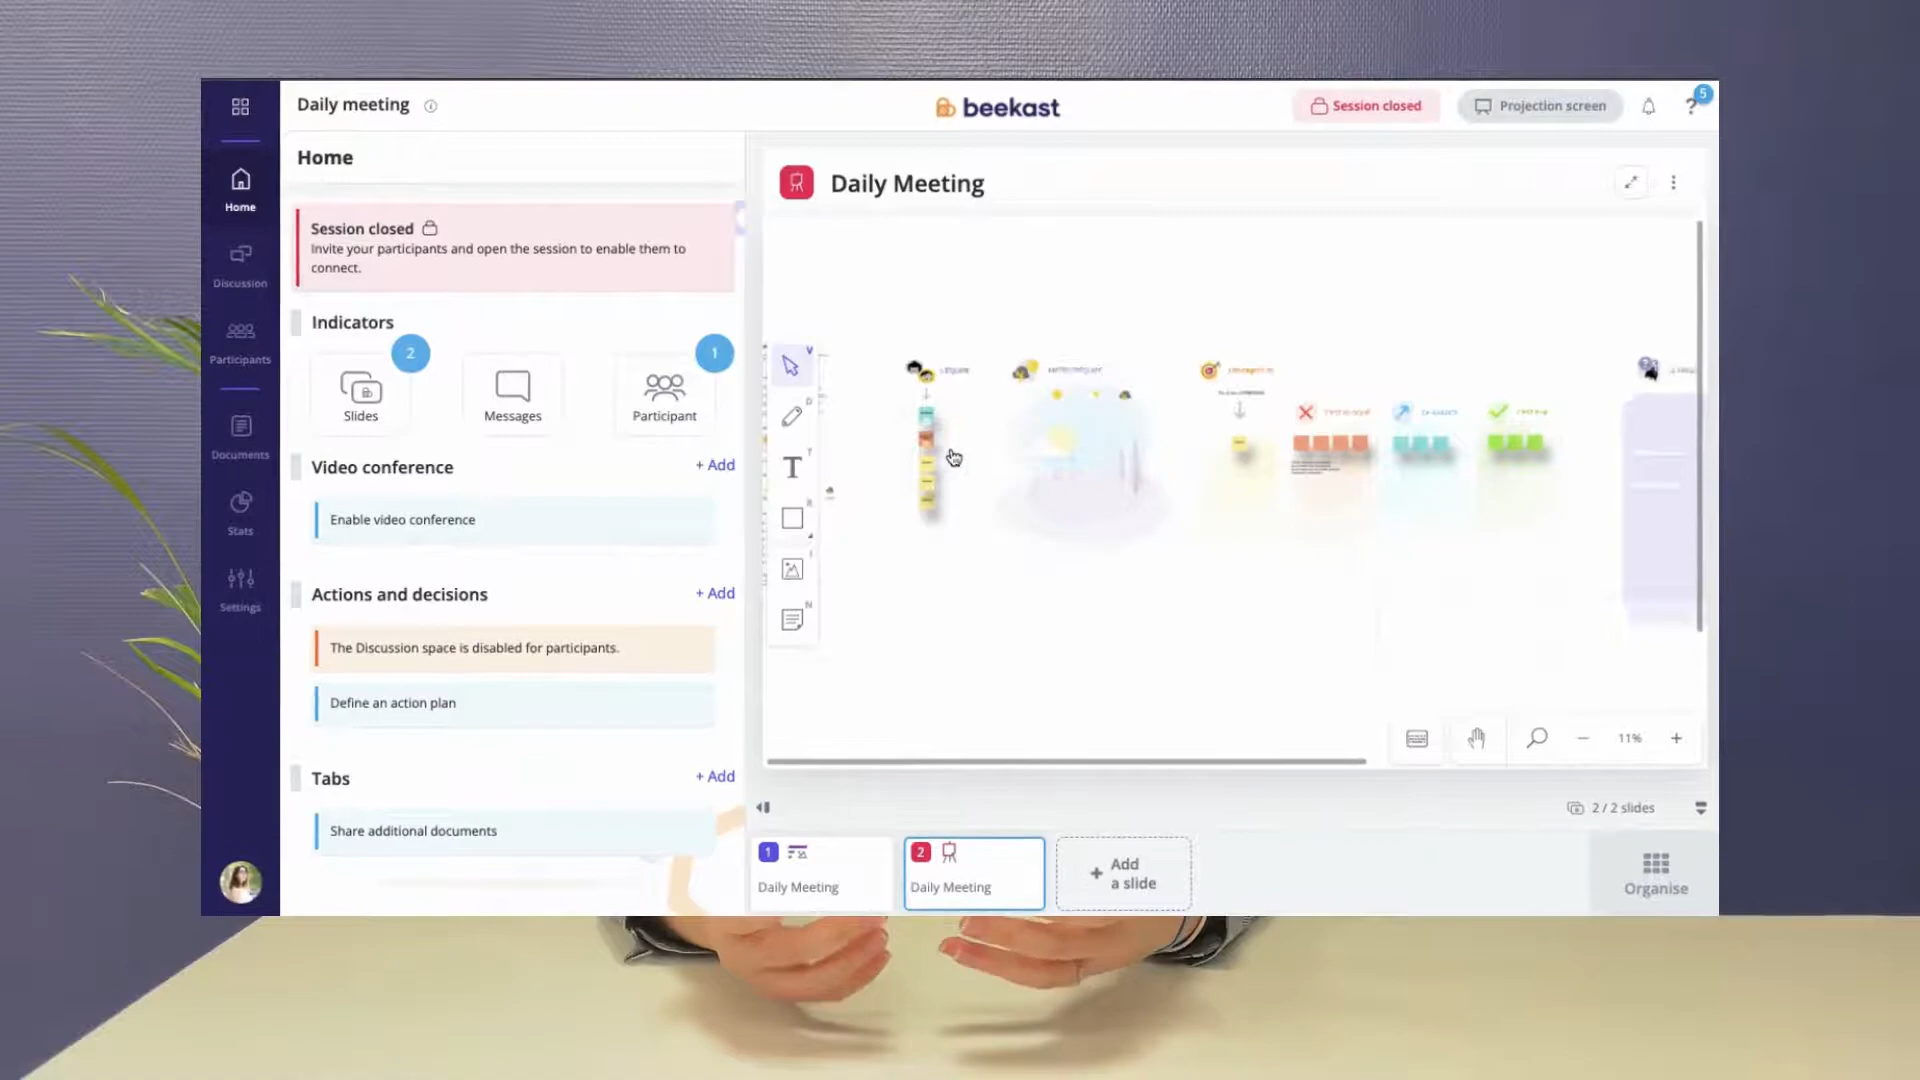 Daily meeting
beekast
Session closed
Projection screen
5
Home
Home
Discussion
Participants
Documents
Stats
Settings
Session closed
Invite your participants and open the session to enable them to
connect.
Indicators
2
1
Slides
Messages
Participant
Video conference
+ Add
Enable video conference
Actions and decisions
+ Add
The Discussion space is disabled for participants.
Define an action plan
Tabs
+ Add
Share additional documents
Daily Meeting
V
D
T
R
I
N
11%
2 / 2 slides
1
Daily Meeting
2
Daily Meeting
+ Add
a slide
Organise